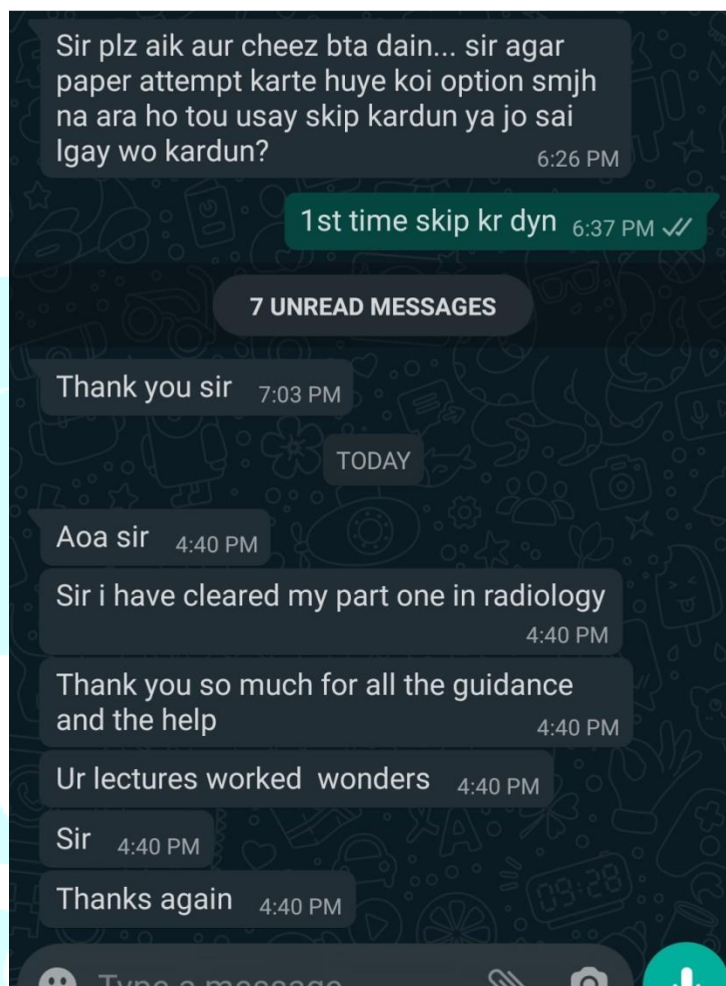 Sir plz aik aur cheez bta dain... sir agar
paper attempt karte huye koi option smjh
na ara ho tou usay skip kardun ya jo sai
lgay wo kardun?
6:26 PM
1st time skip kr dyn 6:37 PM
7 UNREAD MESSAGES
Thank you sir 7:03 PM
TODAY
Aoa sir 4:40 PM
Sir i have cleared my part one in radiology
4:40 PM
Thank you so much for all the guidance
and the help 4:40 PM
Ur lectures worked wonders 4:40 PM
Sir 4:40 PM
Thanks again 4:40 PM
Type a message